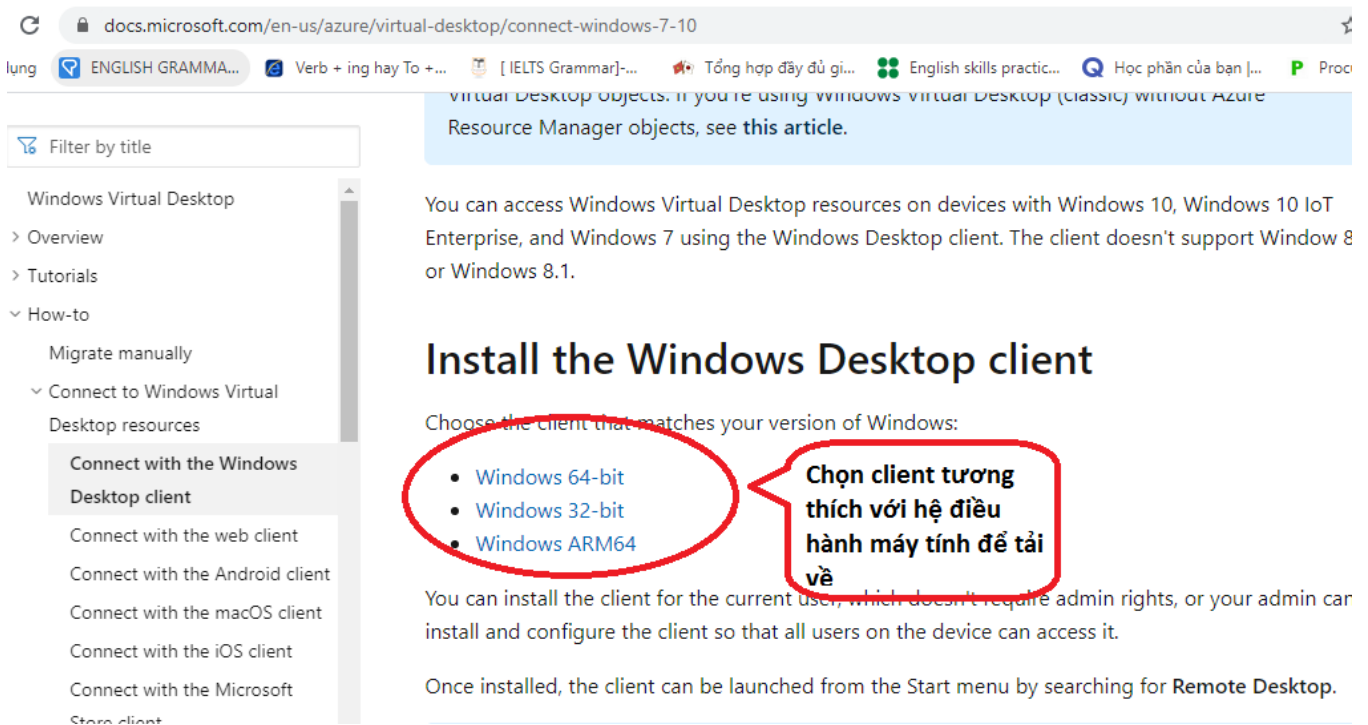 docs.microsoft.com/en-us/azure/virtual-desktop/connect-windows-7-10
ENGLISH GRAMMA... Verb + ing hay To +... [ IELTS Grammar]-... Tổng hợp đầy đủ gi... English skills practic... Học phần của bạn |...
Virtual Desktop objects. If you're using Windows Virtual Desktop (classic) without Azure
Resource Manager objects, see this article.
Filter by title
Windows Virtual Desktop
Overview
Tutorials
How-to
Migrate manually
Connect to Windows Virtual
Desktop resources
Connect with the Windows
Desktop client
Connect with the web client
Connect with the Android client
Connect with the macOS client
Connect with the iOS client
Connect with the Microsoft
Store client
You can access Windows Virtual Desktop resources on devices with Windows 10, Windows 10 IoT
Enterprise, and Windows 7 using the Windows Desktop client. The client doesn't support Window 8
or Windows 8.1.
Install the Windows Desktop client
Choose the client that matches your version of Windows:
• Windows 64-bit
• Windows 32-bit
• Windows ARM64
Chọn client tương
thích với hệ điều
hành máy tính để tải
về
You can install the client for the current user, which doesn't require admin rights, or your admin can
install and configure the client so that all users on the device can access it.
Once installed, the client can be launched from the Start menu by searching for Remote Desktop.